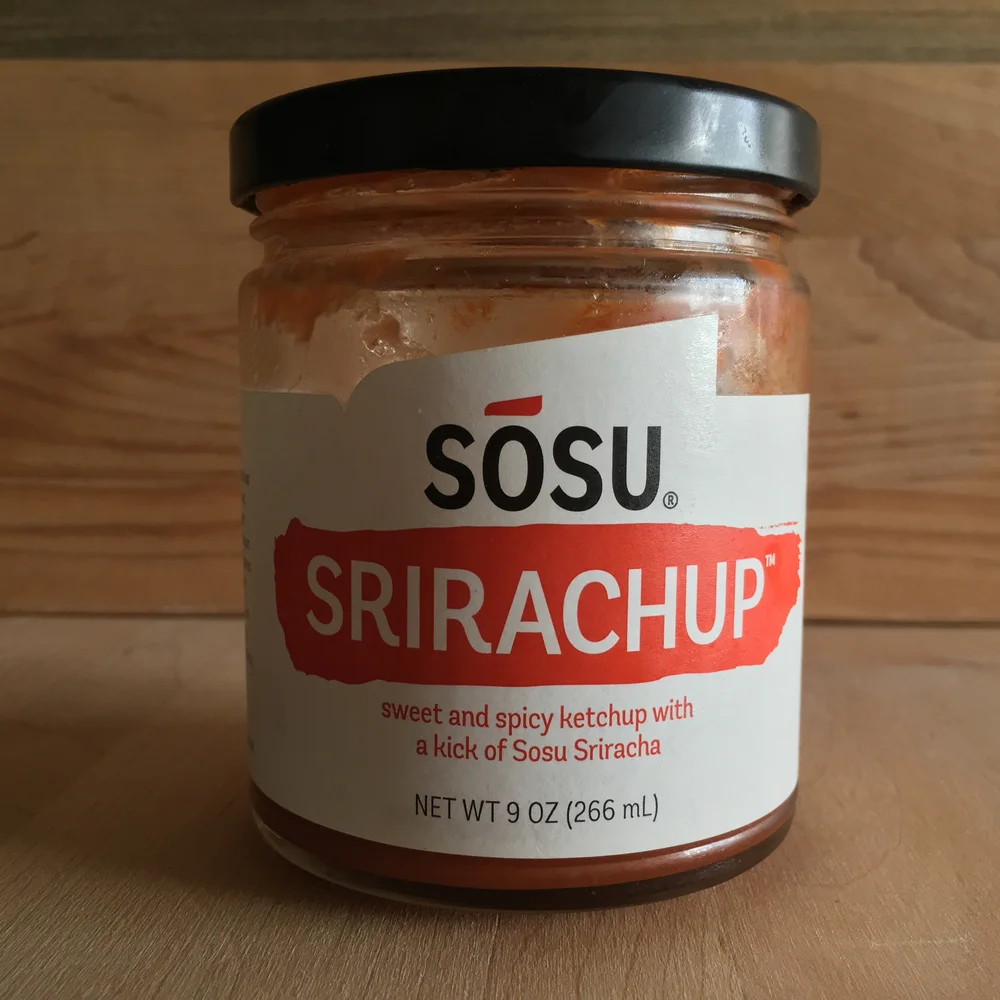 SŌSU®
SRIRACHUP™
sweet and spicy ketchup with
a kick of Sosu Sriracha
NET WT 9 OZ (266 mL)